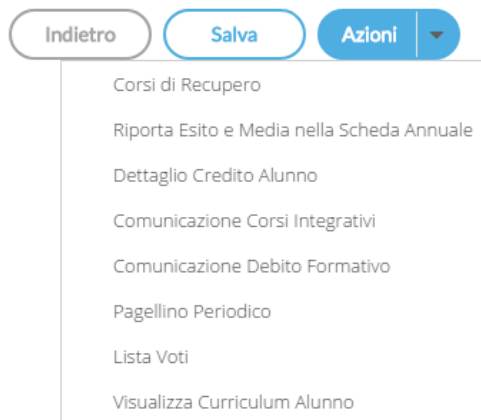 Indietro Salva Azioni
Corsi di Recupero
Riporta Esito e Media nella Scheda Annuale
Dettaglio Credito Alunno
Comunicazione Corsi Integrativi
Comunicazione Debito Formativo
Pagellino Periodico
Lista Voti
Visualizza Curriculum Alunno